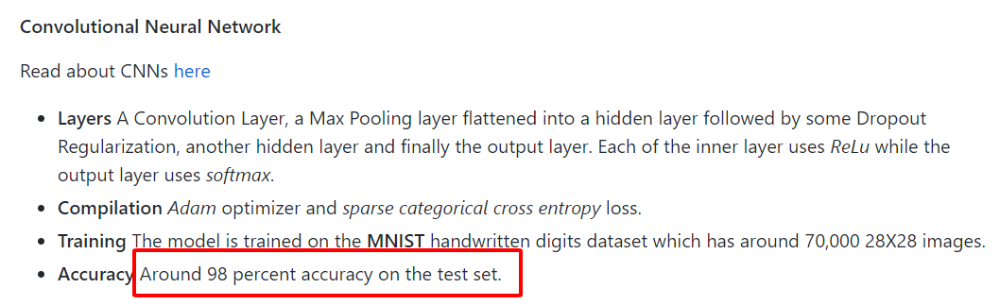 Convolutional Neural Network
Read about CNNs here
• Layers A Convolution Layer, a Max Pooling layer flattened into a hidden layer followed by some Dropout
Regularization, another hidden layer and finally the output layer. Each of the inner layer uses ReLu while the
output layer uses softmax.
• Compilation Adam optimizer and sparse categorical cross entropy loss.
• Training The model is trained on the MNIST handwritten digits dataset which has around 70,000 28X28 images.
• Accuracy Around 98 percent accuracy on the test set.